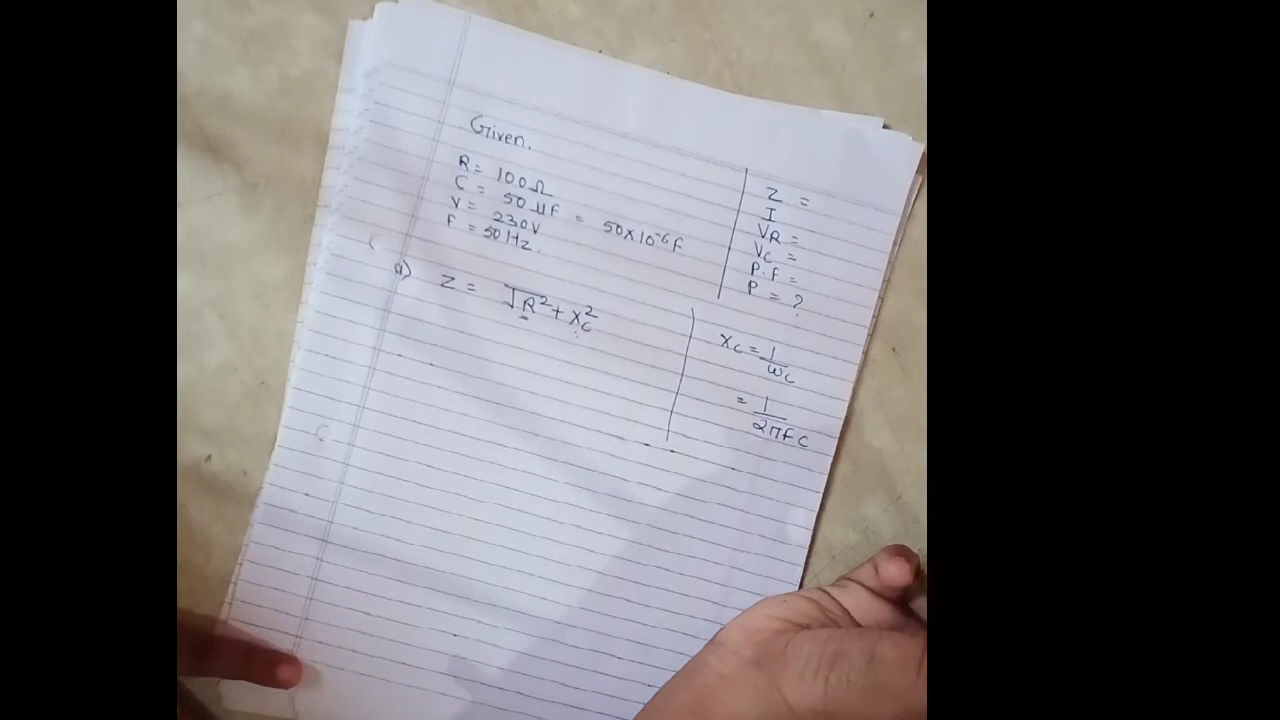 Given.
R = 100Ω
C = 50 μF = 50×10⁻⁶F
V = 230V
F = 50 Hz.
Z =
I
VR =
VC =
P.f =
P = ?
a) Z = √R² + XC²
XC = 1/ωC
= 1/2πFC